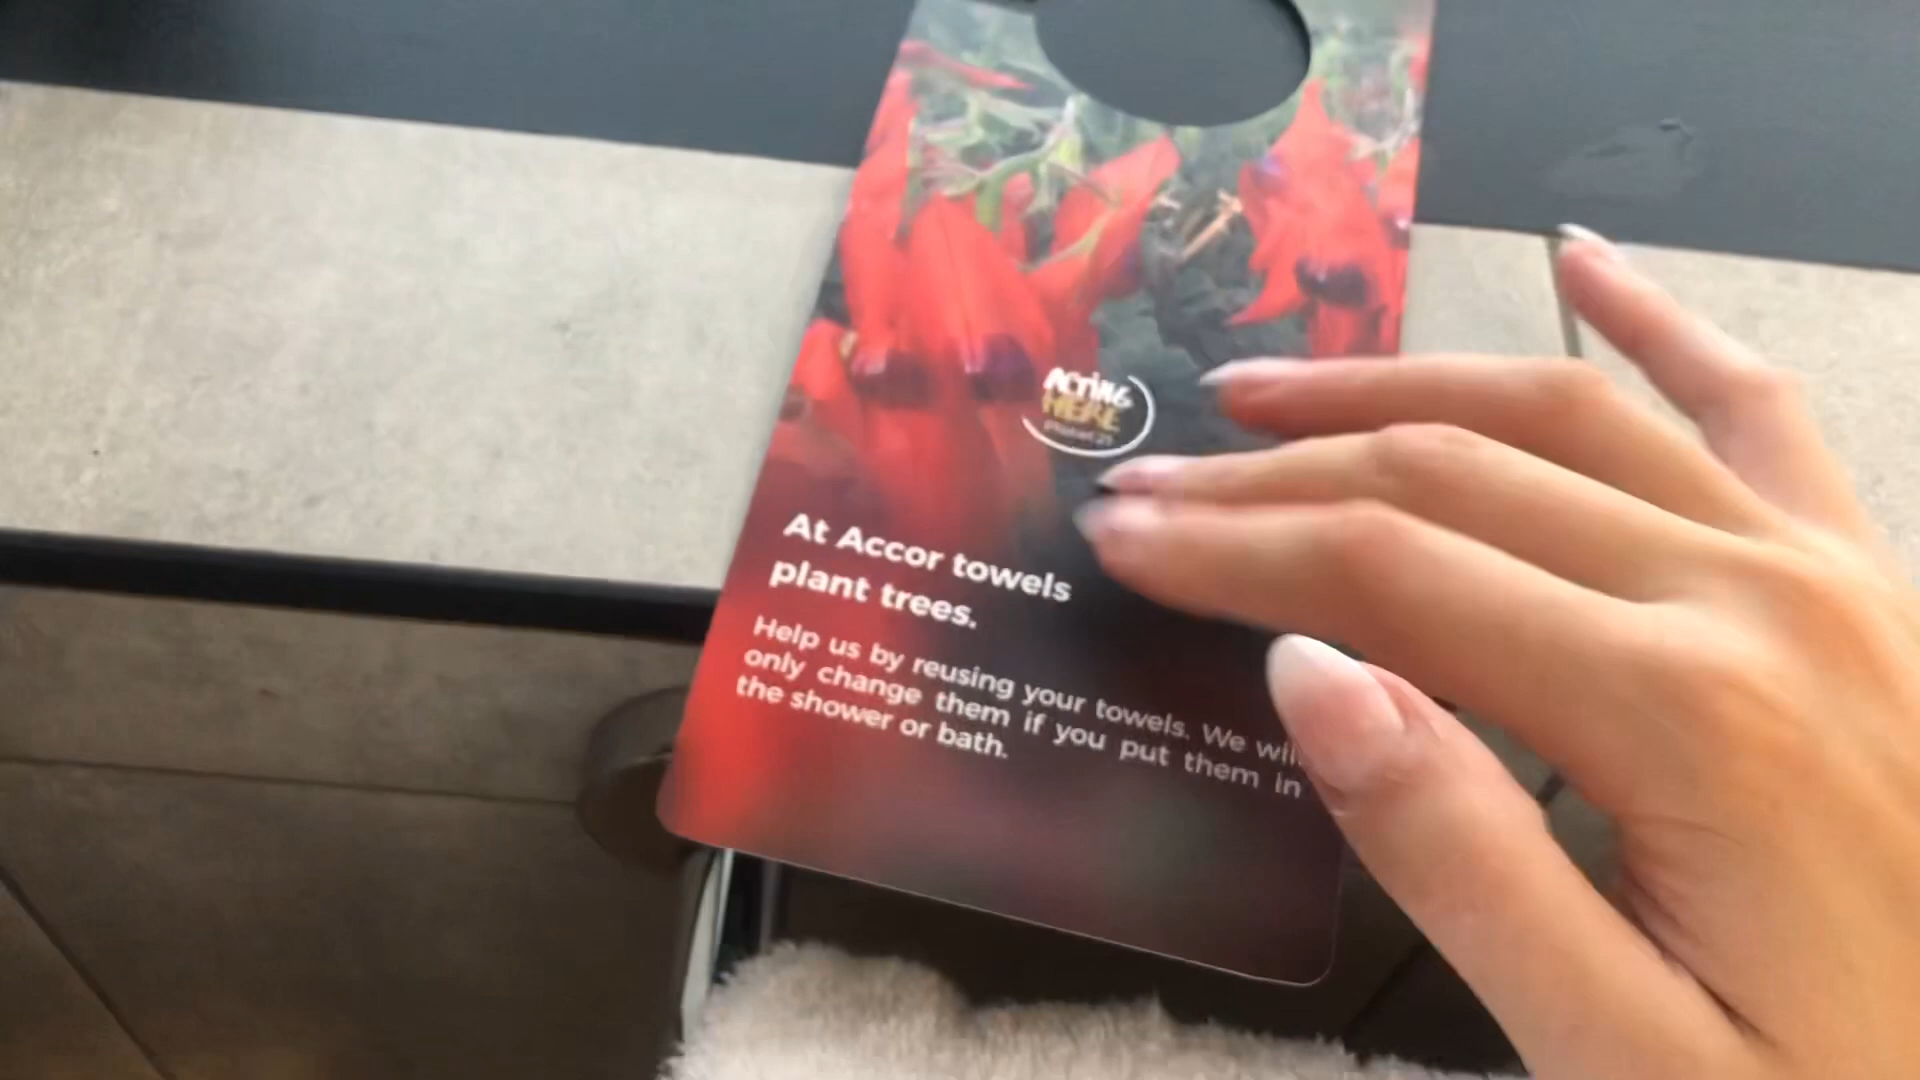 ACTING
HERE
At Accor towels
plant trees.
Help us by reusing your towels. We will
only change them if you put them in
the shower or bath.